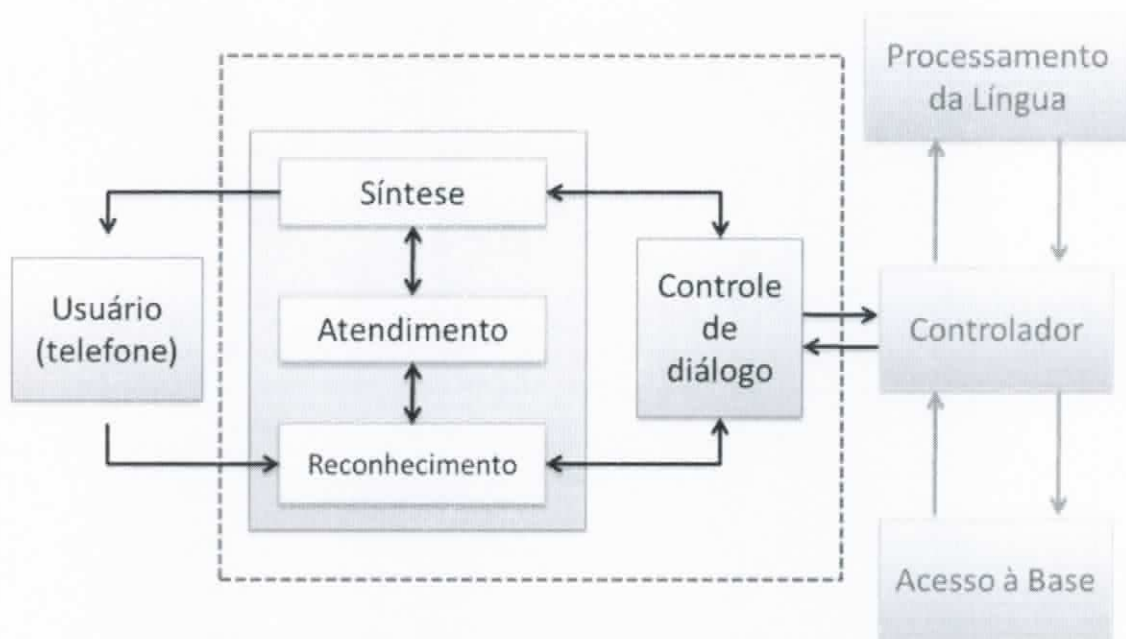 Processamento
da Língua
Síntese
Usuário
(telefone)
Atendimento
Controle
de
diálogo
Controlador
Reconhecimento
Acesso à Base